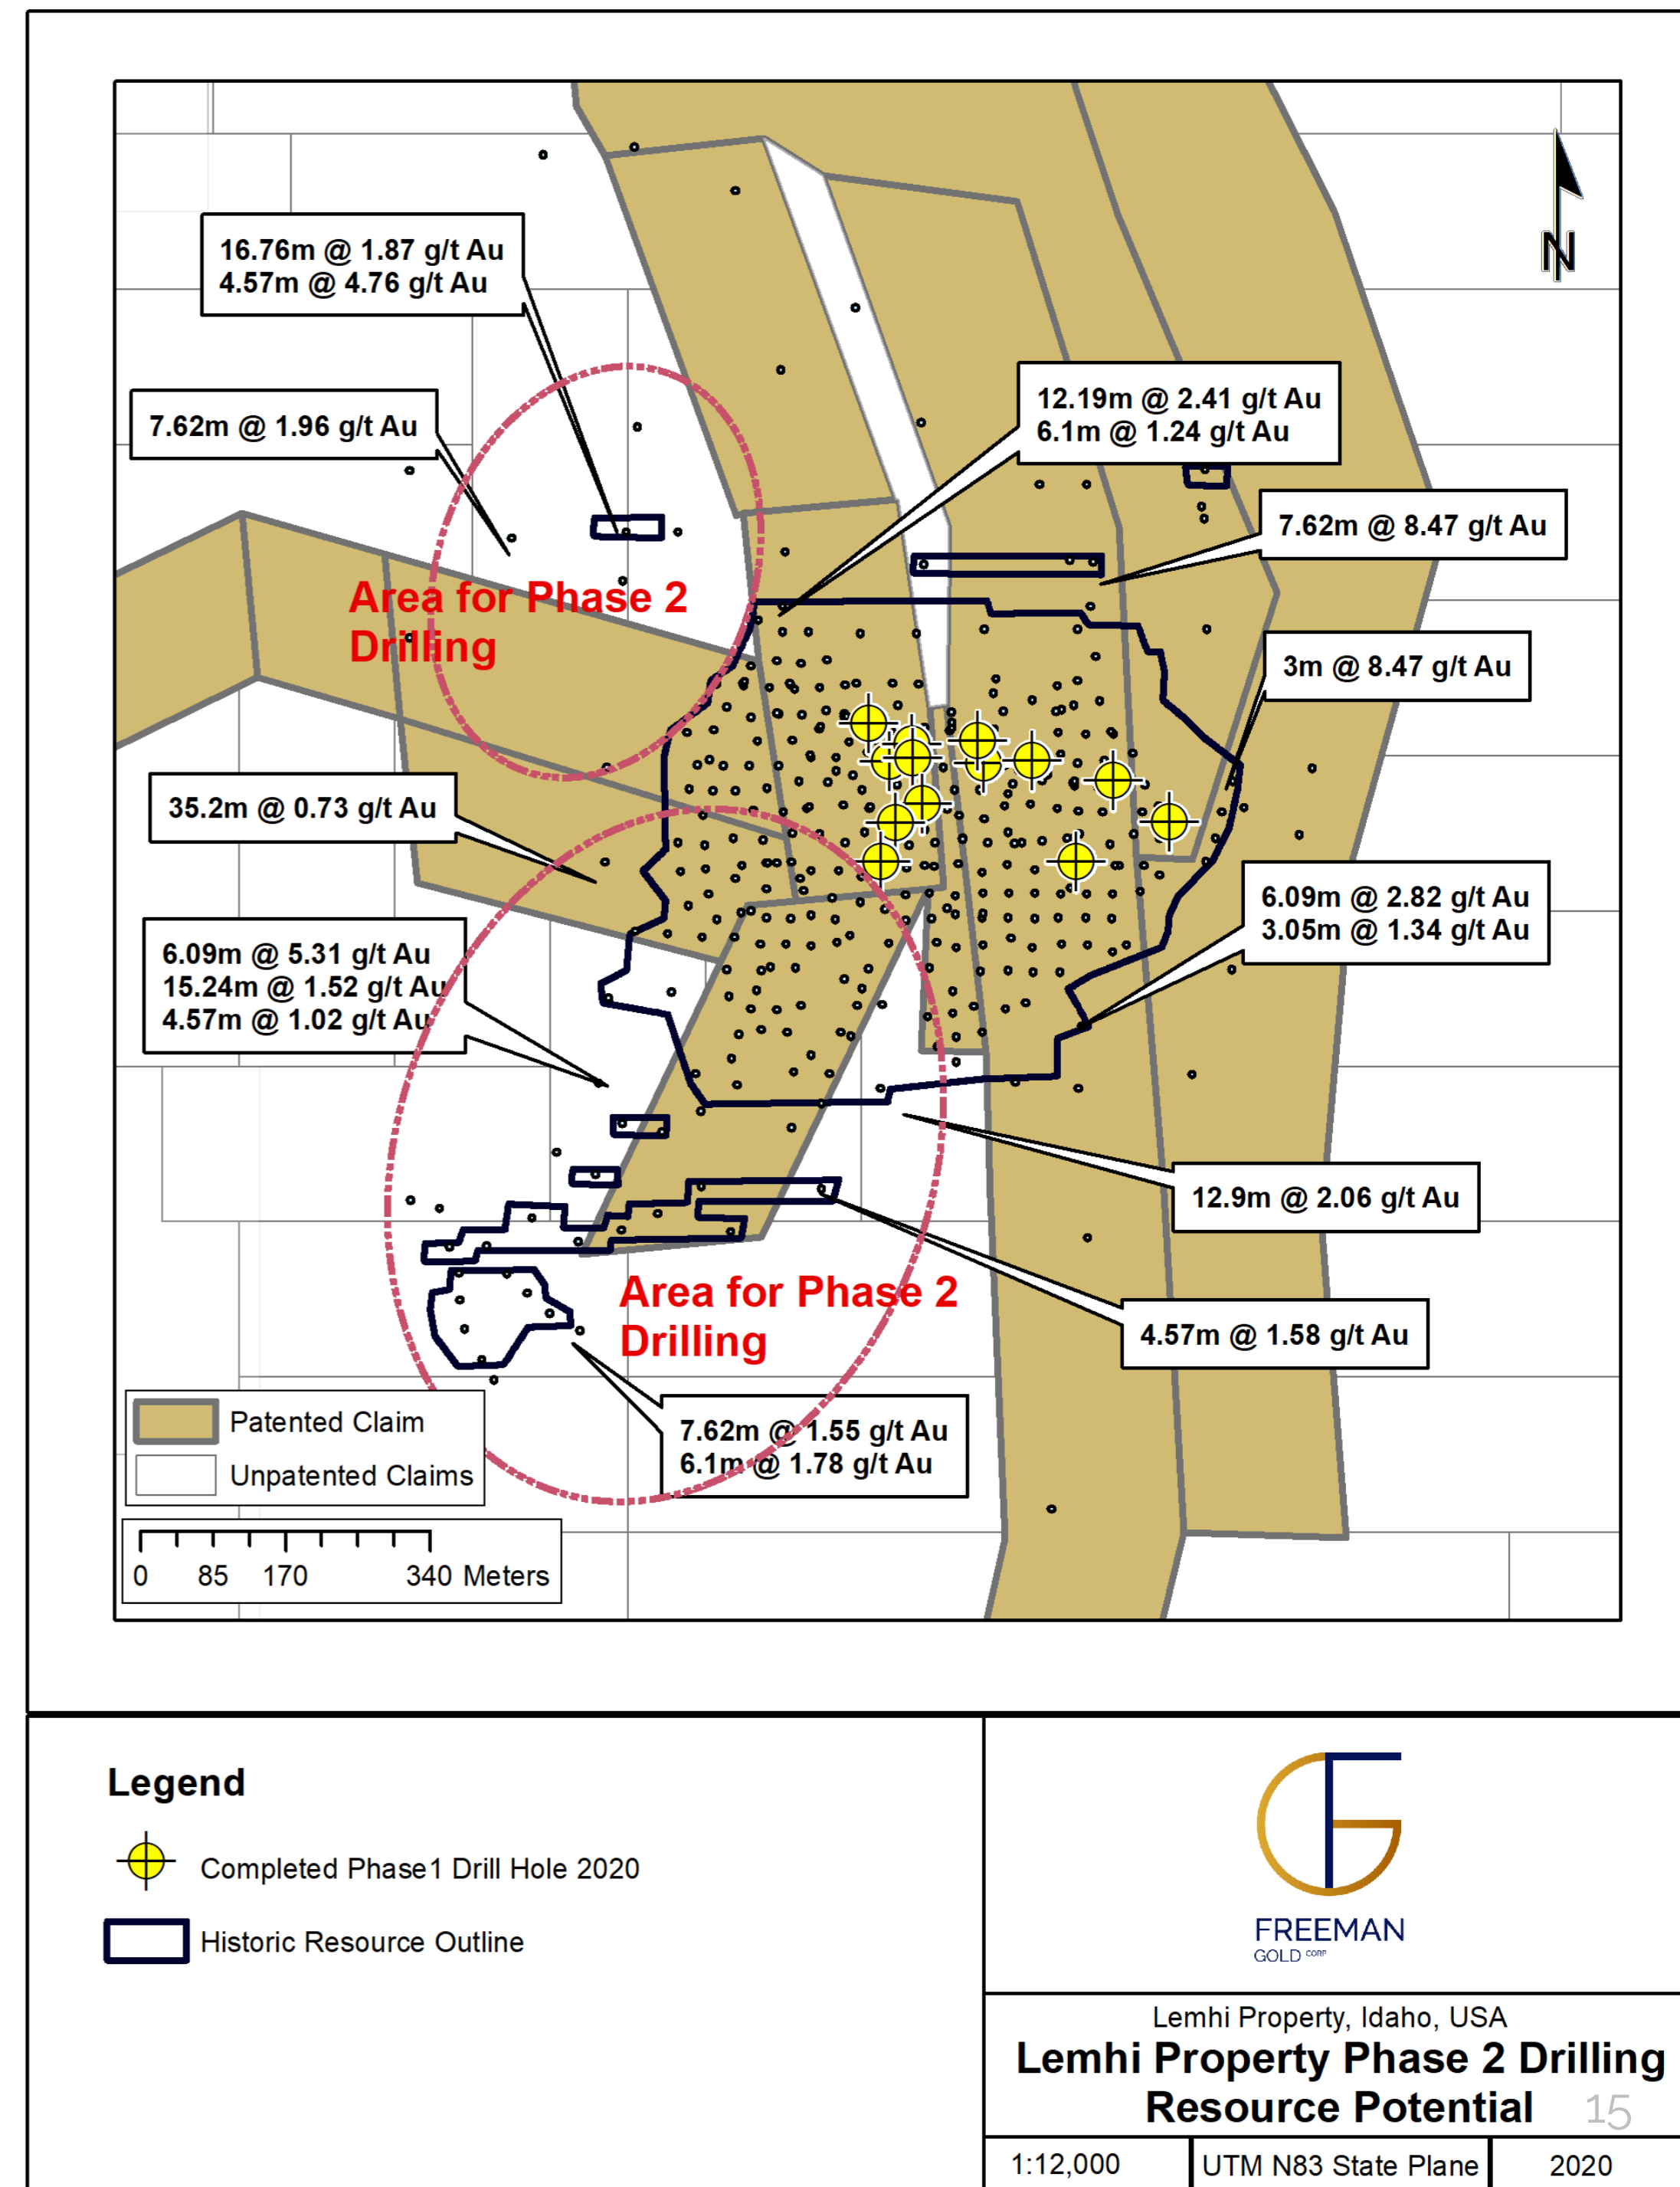 N
16.76m @ 1.87 g/t Au
4.57m @ 4.76 g/t Au
7.62m @ 1.96 g/t Au
12.19m @ 2.41 g/t Au
6.1m @ 1.24 g/t Au
7.62m @ 8.47 g/t Au
Area for Phase 2
Drilling
3m @ 8.47 g/t Au
35.2m @ 0.73 g/t Au
6.09m @ 2.82 g/t Au
3.05m @ 1.34 g/t Au
6.09m @ 5.31 g/t Au
15.24m @ 1.52 g/t Au
4.57m @ 1.02 g/t Au
12.9m @ 2.06 g/t Au
Area for Phase 2
Drilling
4.57m @ 1.58 g/t Au
7.62m @ 1.55 g/t Au
6.1m @ 1.78 g/t Au
Patented Claim
Unpatented Claims
0 85 170 340 Meters
Legend
Completed Phase1 Drill Hole 2020
Historic Resource Outline
FREEMAN
GOLD CORP
Lemhi Property, Idaho, USA
Lemhi Property Phase 2 Drilling
Resource Potential
15
1:12,000
UTM N83 State Plane
2020